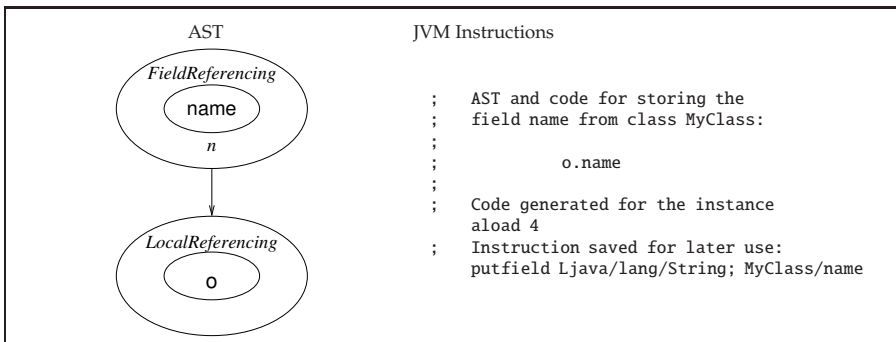 AST
JVM Instructions
FieldReferencing
name
n
LocalReferencing
o
; AST and code for storing the
; field name from class MyClass:
;
; o.name
;
; Code generated for the instance
aload 4
; Instruction saved for later use:
putfield Ljava/lang/String; MyClass/name